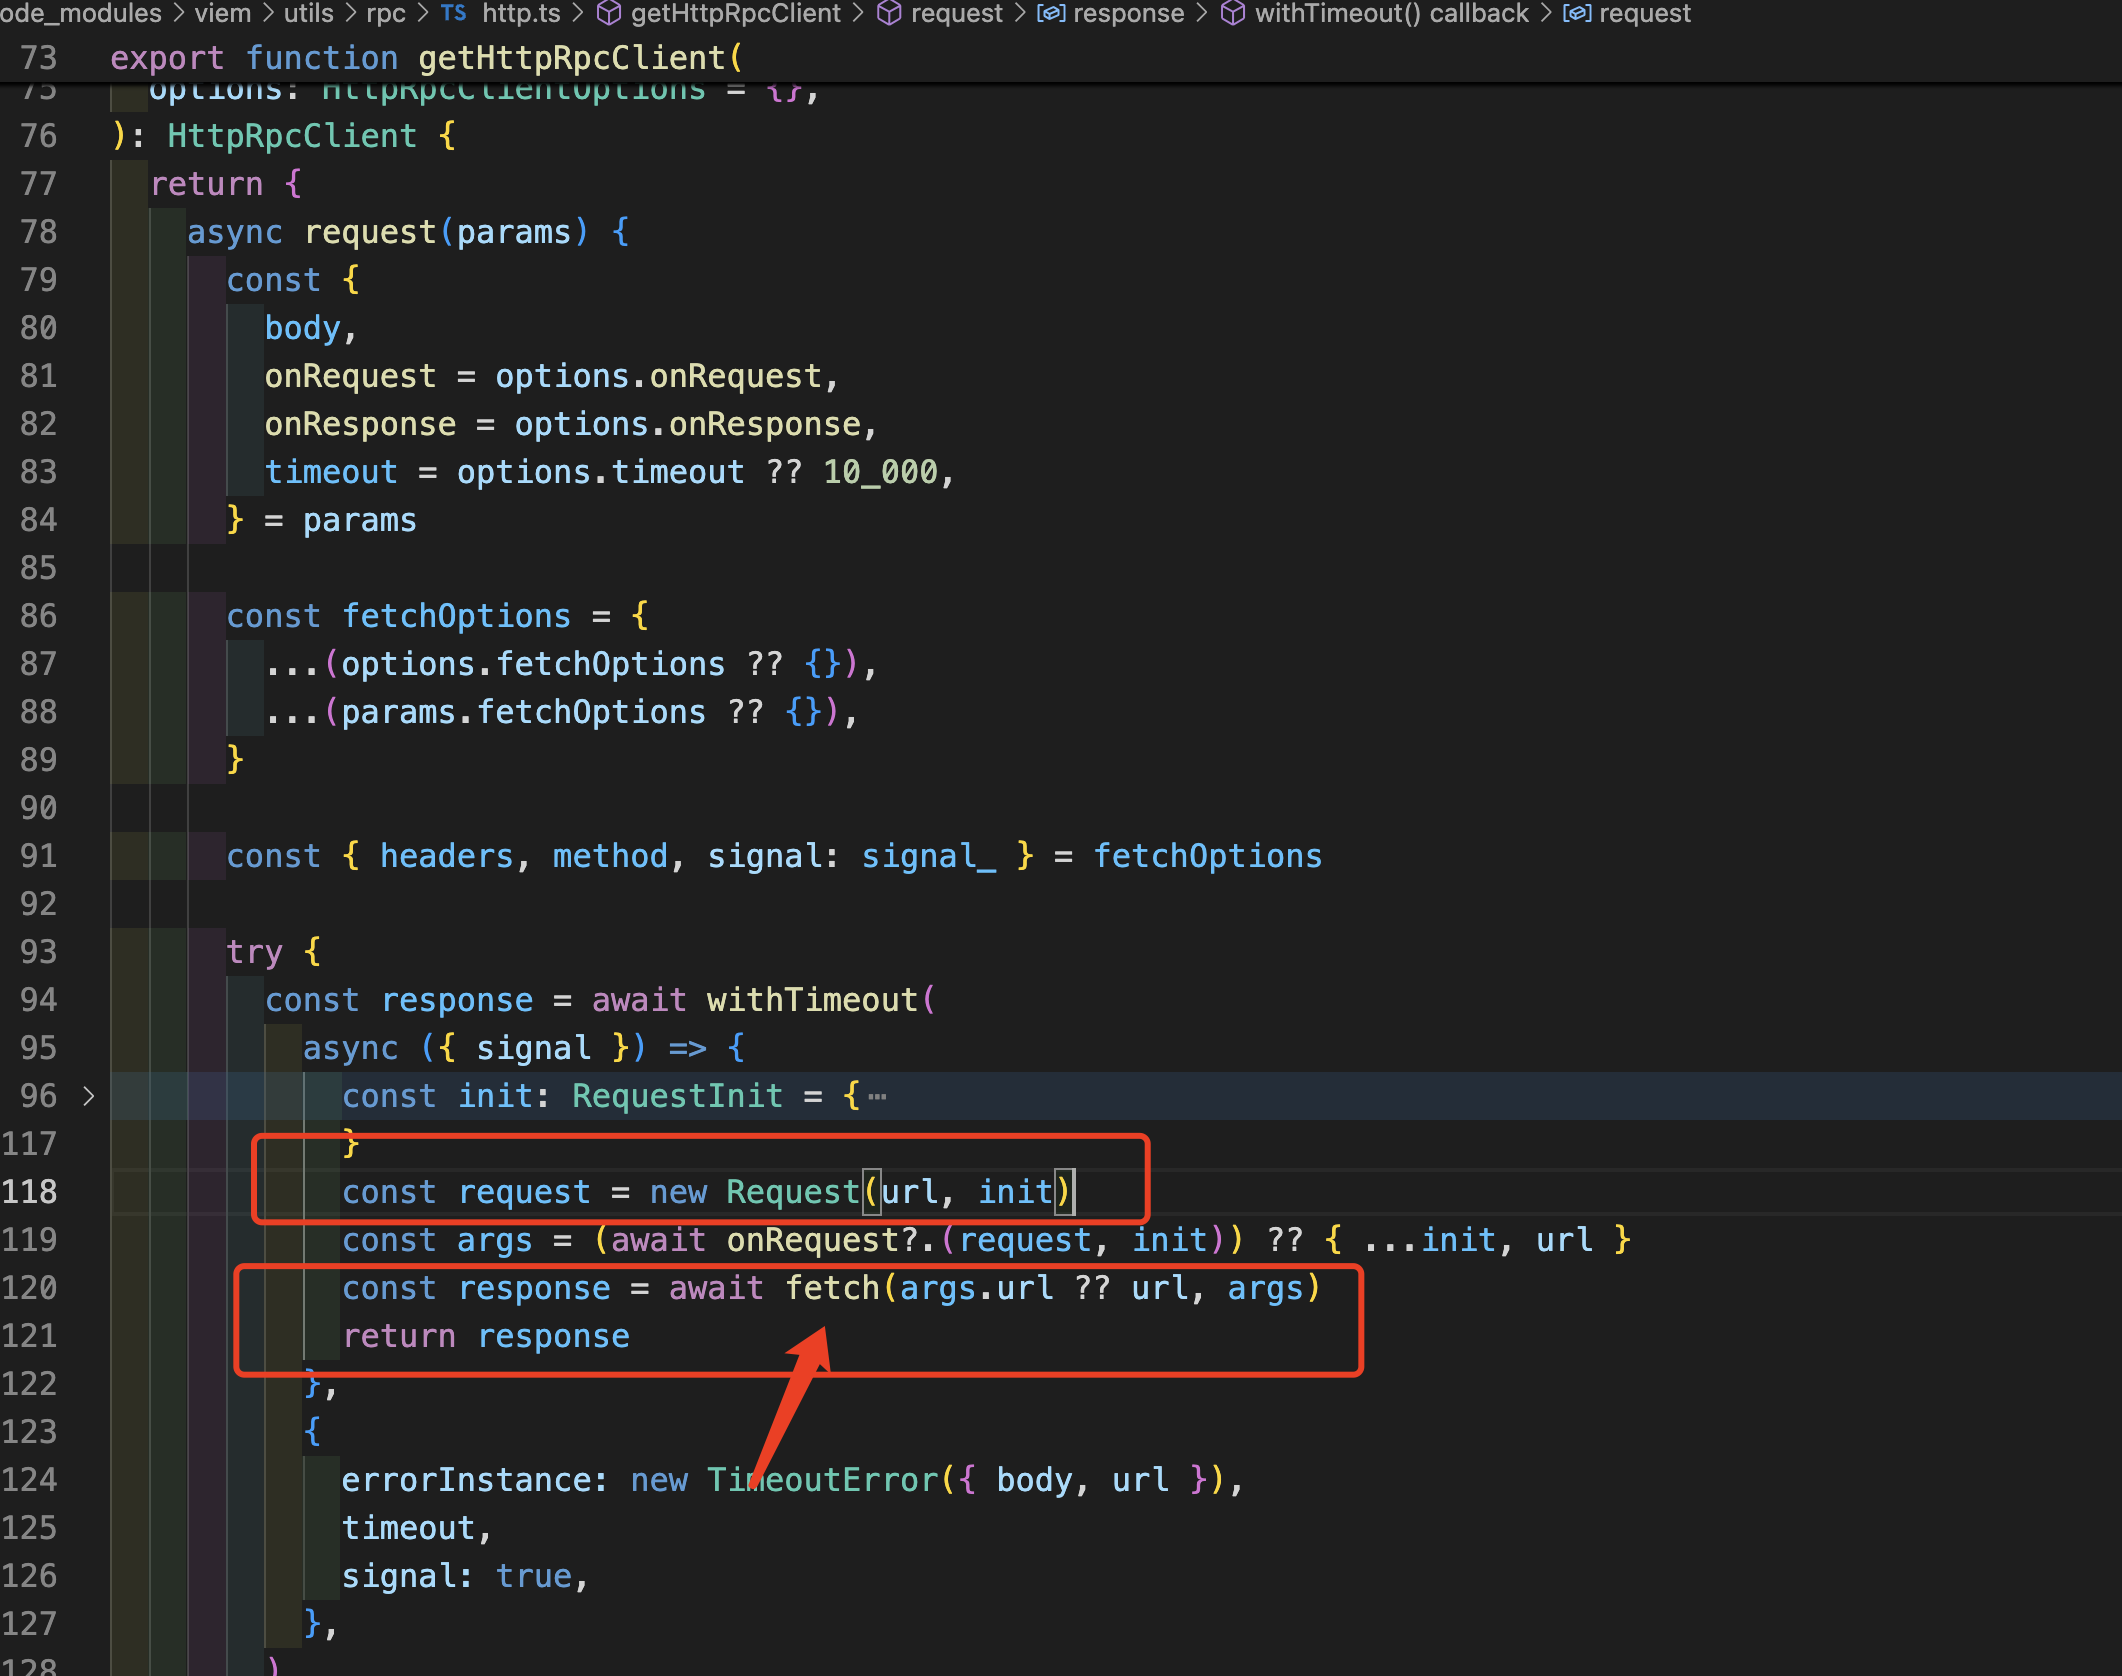 ode_modules > viem > utils > rpc > TS http.ts > getHttpRpcClient > request > response > withTimeout() callback > request
73 export function getHttpRpcClient(
75 options: HttpRpcClientOptions = {},
76 ): HttpRpcClient {
77 return {
78 async request(params) {
79 const {
80 body,
81 onRequest = options.onRequest,
82 onResponse = options.onResponse,
83 timeout = options.timeout ?? 10_000,
84 } = params
85
86 const fetchOptions = {
87 ...(options.fetchOptions ?? {}),
88 ...(params.fetchOptions ?? {}),
89 }
90
91 const { headers, method, signal: signal_ } = fetchOptions
92
93 try {
94 const response = await withTimeout(
95 async ({ signal }) => {
96 > const init: RequestInit = {⋯
117 }
118 const request = new Request(url, init)
119 const args = (await onRequest?.(request, init)) ?? { ...init, url }
120 const response = await fetch(args.url ?? url, args)
121 return response
122 },
123 {
124 errorInstance: new TimeoutError({ body, url }),
125 timeout,
126 signal: true,
127 },
128 )